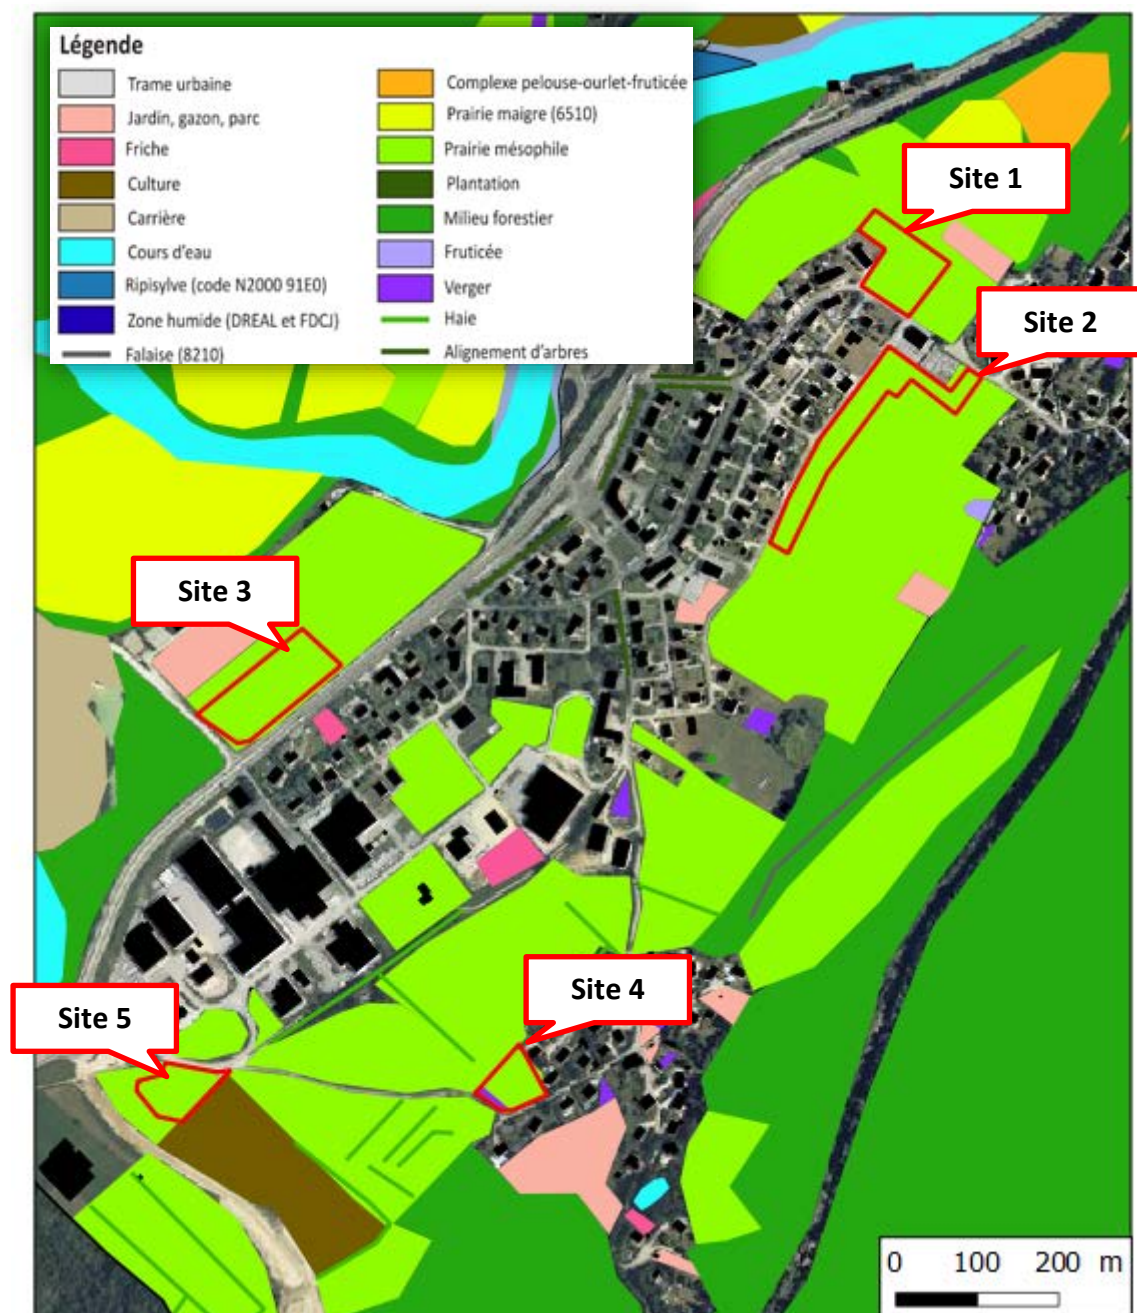 Légende
Trame urbaine
Jardin, gazon, parc
Friche
Culture
Carrière
Cours d'eau
Ripisylve (code N2000 91E0)
Zone humide (DREAL et FDCJ)
Falaise (8210)
Complexe pelouse-ourlet-fruticée
Prairie maigre (6510)
Prairie mésophile
Plantation
Milieu forestier
Fruticée
Verger
Haie
Alignement d'arbres
Site 1
Site 2
Site 3
Site 4
Site 5
0 100 200 m